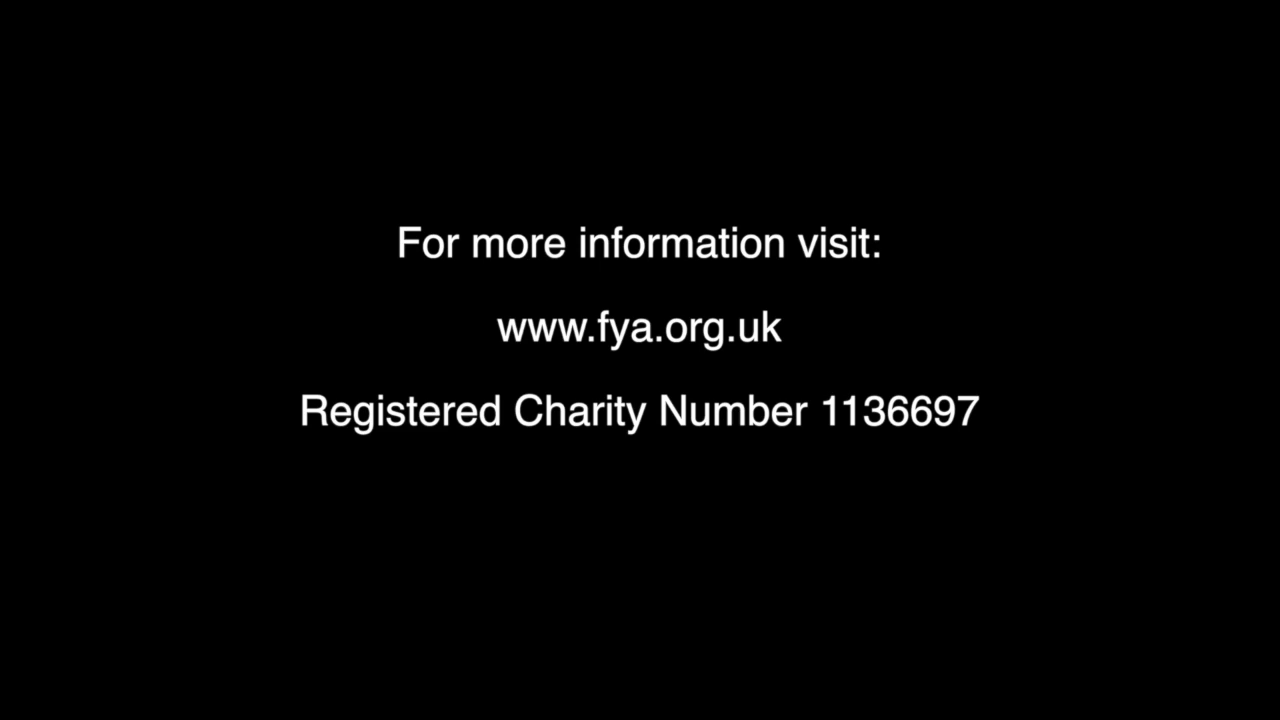 For more information visit:
www.fya.org.uk
Registered Charity Number 1136697